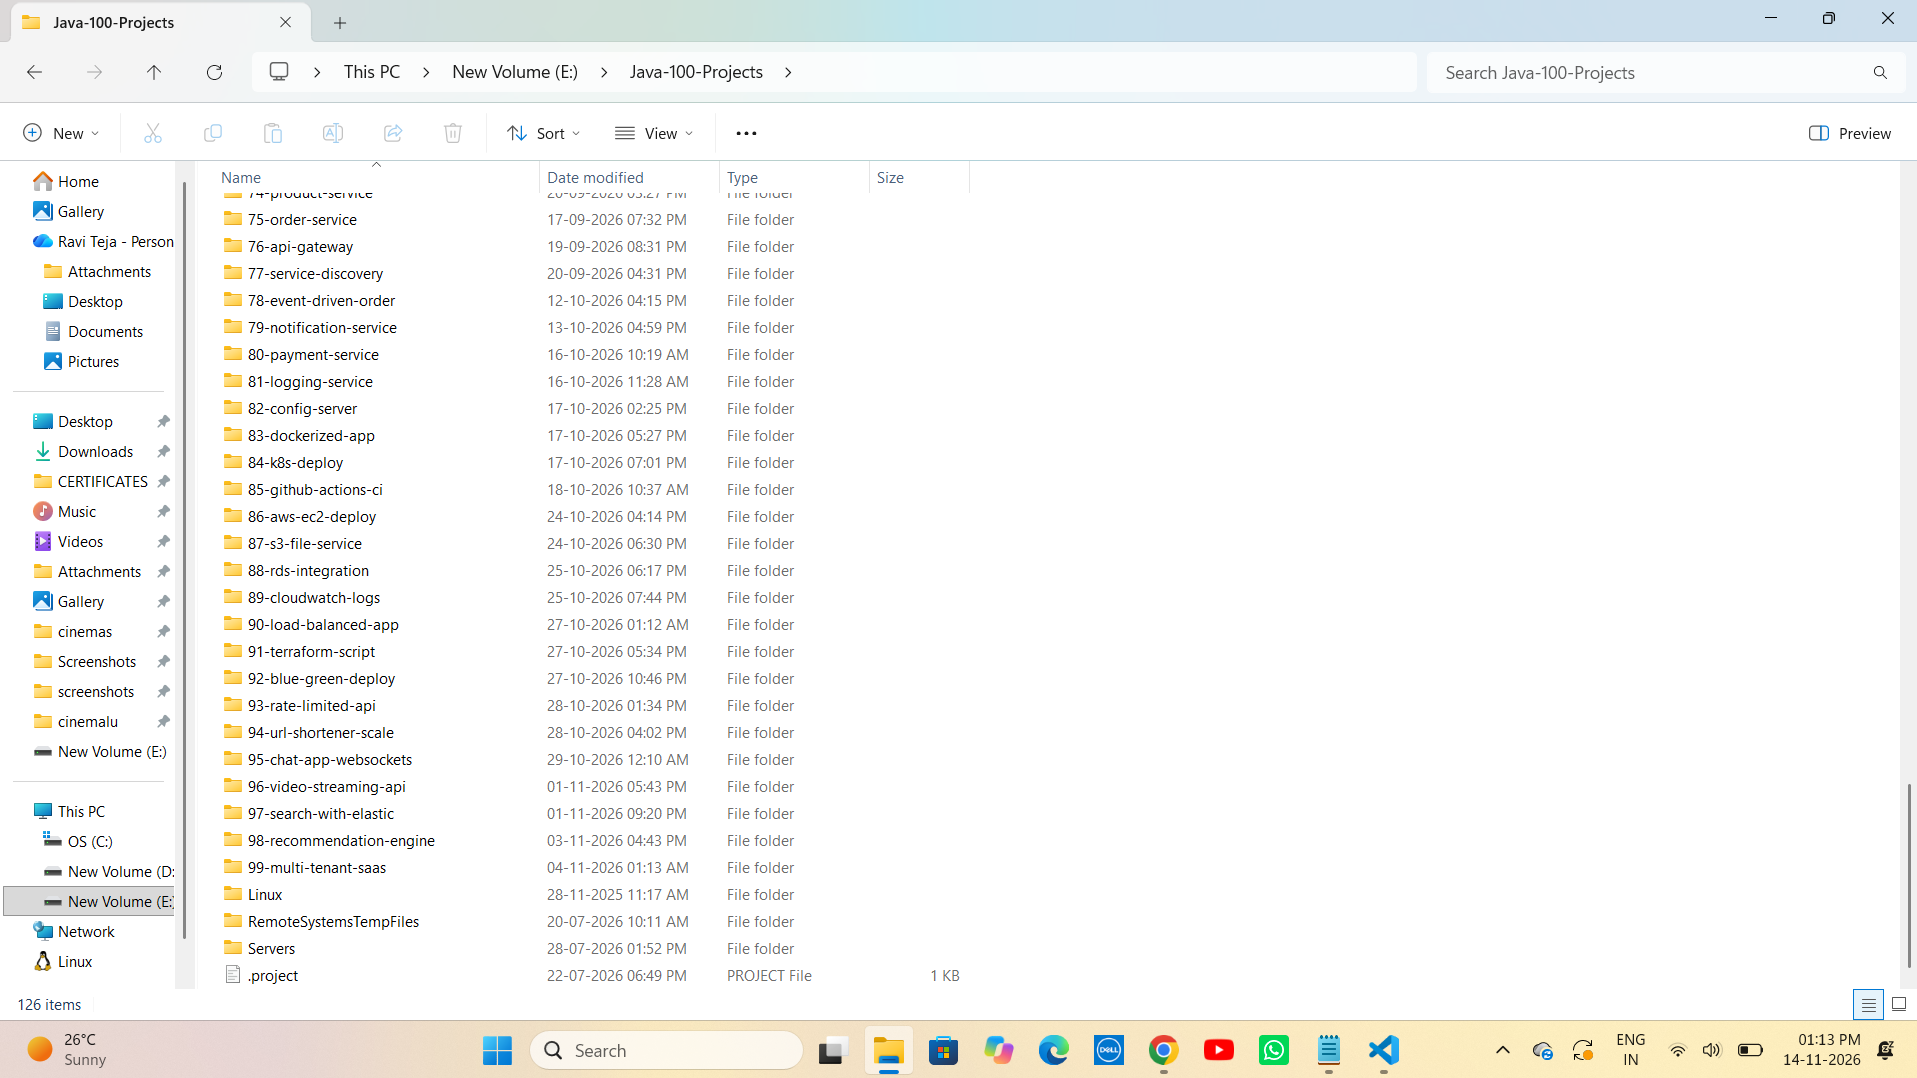 Java-100-Projects
This PC
New Volume (E:)
Java-100-Projects
Search Java-100-Projects
New
Sort
View
Preview
Home
Gallery
Ravi Teja - Person
Attachments
Desktop
Documents
Pictures
Desktop
Downloads
CERTIFICATES
Music
Videos
Attachments
Gallery
cinemas
Screenshots
screenshots
cinemalu
New Volume (E:)
This PC
OS (C:)
New Volume (D:
New Volume (E:)
Network
Linux
Name Date modified Type Size
74-product-service 20-09-2026 03:27 PM File folder
75-order-service 17-09-2026 07:32 PM File folder
76-api-gateway 19-09-2026 08:31 PM File folder
77-service-discovery 20-09-2026 04:31 PM File folder
78-event-driven-order 12-10-2026 04:15 PM File folder
79-notification-service 13-10-2026 04:59 PM File folder
80-payment-service 16-10-2026 10:19 AM File folder
81-logging-service 16-10-2026 11:28 AM File folder
82-config-server 17-10-2026 02:25 PM File folder
83-dockerized-app 17-10-2026 05:27 PM File folder
84-k8s-deploy 17-10-2026 07:01 PM File folder
85-github-actions-ci 18-10-2026 10:37 AM File folder
86-aws-ec2-deploy 24-10-2026 04:14 PM File folder
87-s3-file-service 24-10-2026 06:30 PM File folder
88-rds-integration 25-10-2026 06:17 PM File folder
89-cloudwatch-logs 25-10-2026 07:44 PM File folder
90-load-balanced-app 27-10-2026 01:12 AM File folder
91-terraform-script 27-10-2026 05:34 PM File folder
92-blue-green-deploy 27-10-2026 10:46 PM File folder
93-rate-limited-api 28-10-2026 01:34 PM File folder
94-url-shortener-scale 28-10-2026 04:02 PM File folder
95-chat-app-websockets 29-10-2026 12:10 AM File folder
96-video-streaming-api 01-11-2026 05:43 PM File folder
97-search-with-elastic 01-11-2026 09:20 PM File folder
98-recommendation-engine 03-11-2026 04:43 PM File folder
99-multi-tenant-saas 04-11-2026 01:13 AM File folder
Linux 28-11-2025 11:17 AM File folder
RemoteSystemsTempFiles 20-07-2026 10:11 AM File folder
Servers 28-07-2026 01:52 PM File folder
.project 22-07-2026 06:49 PM PROJECT File 1 KB
126 items
26°C
Sunny
Search
DELL
ENG
IN
01:13 PM
14-11-2026